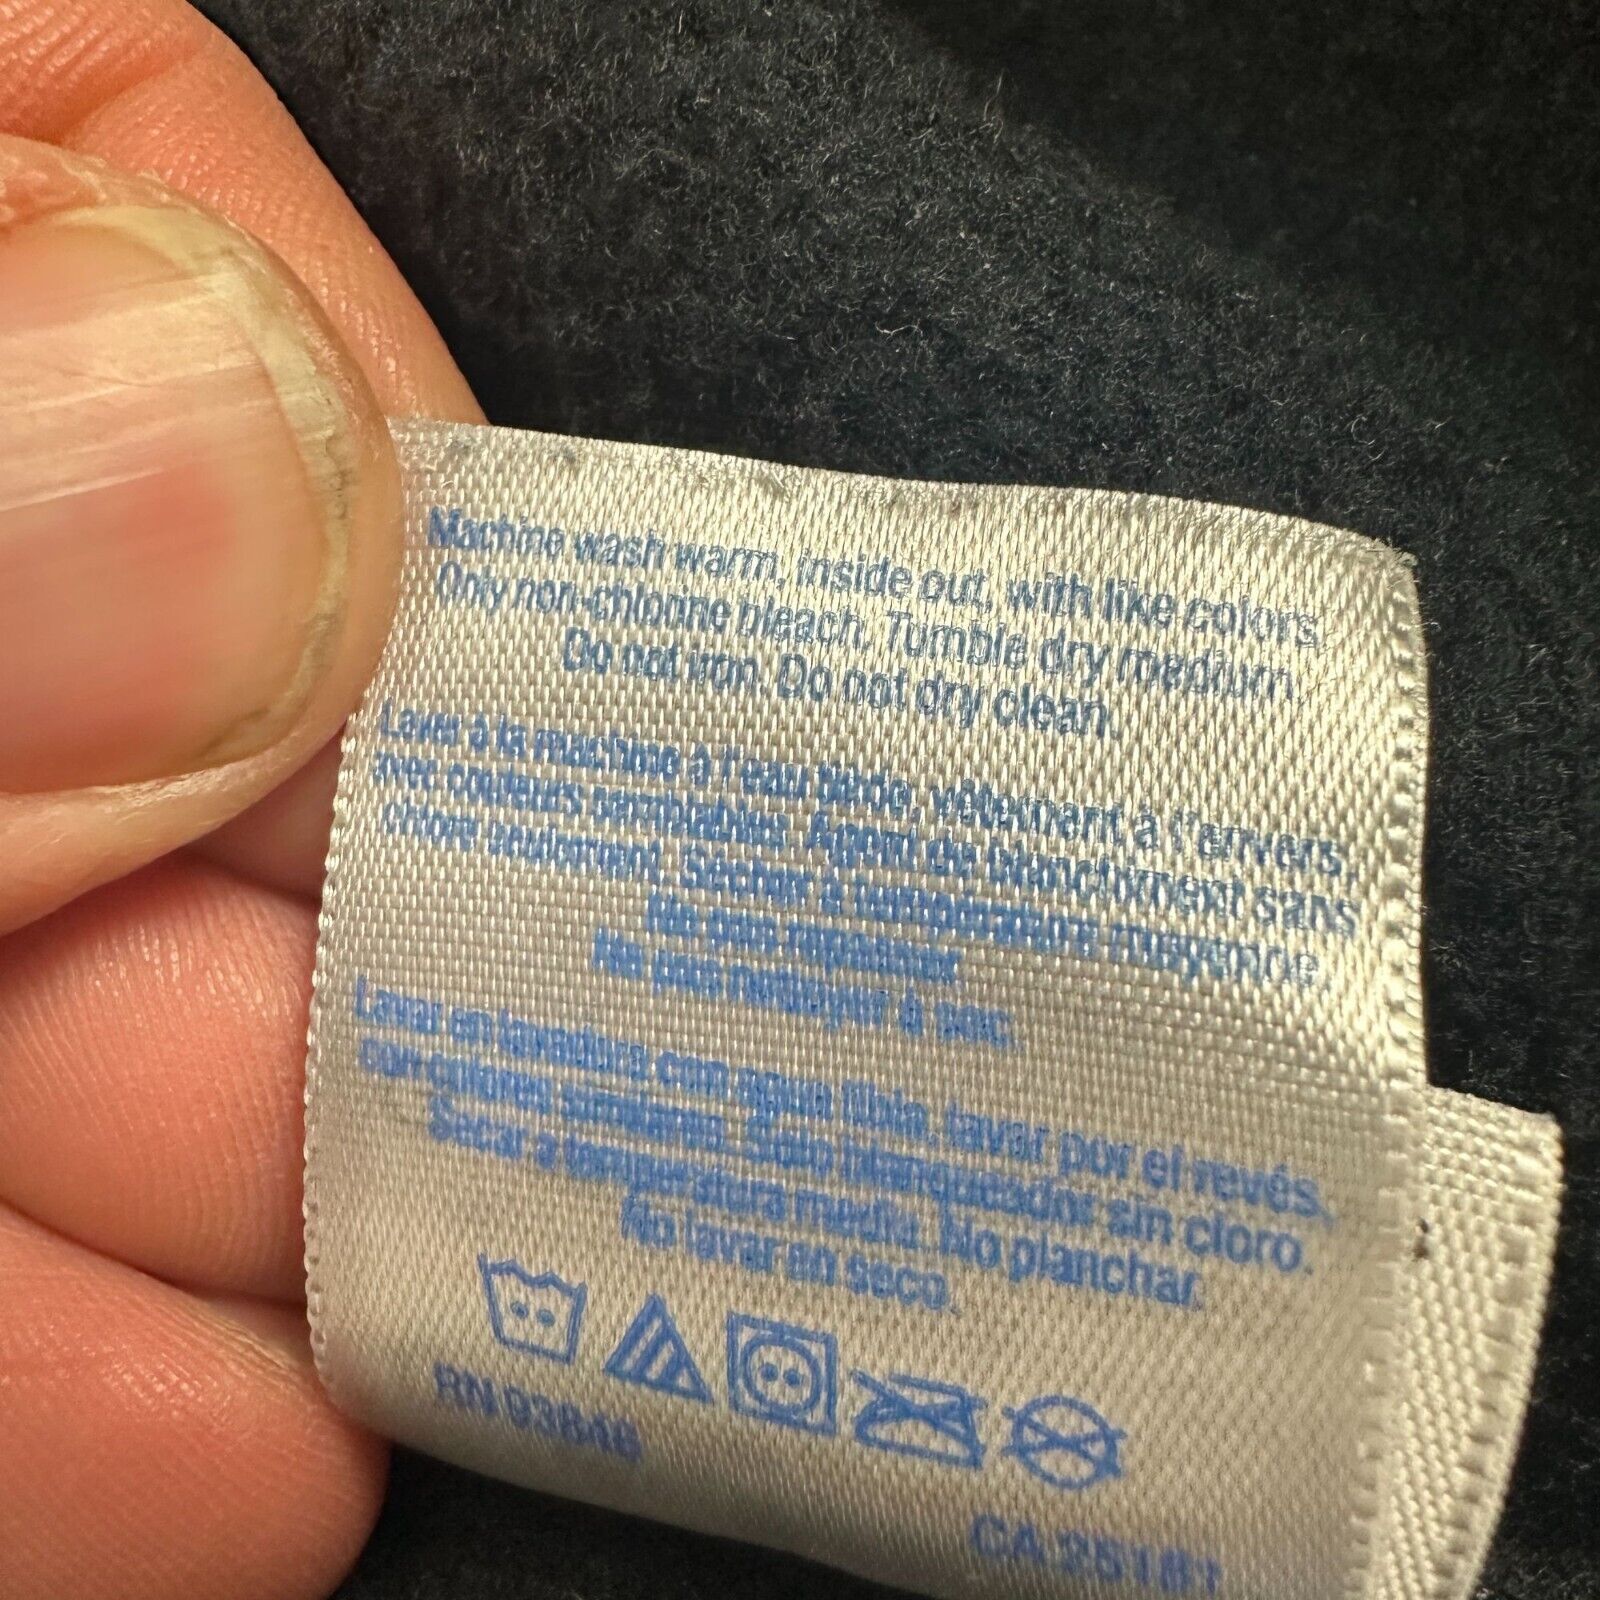 Machine wash warm, inside out, with like colors.
Only non-chlorine bleach. Tumble dry medium.
Do not iron. Do not dry clean.
Laver à la machine à l'eau tiède, vêtement à l'envers,
avec couleurs semblables. Agent de blanchiment sans
chlore seulement. Sécher à température moyenne.
Ne pas repasser.
Ne pas nettoyer à sec.
Lavar en lavadora con agua tibia, lavar por el revés,
con colores similares. Solo blanqueador sin cloro.
Secar a temperatura media. No planchar.
No lavar en seco.
RN 93846
CA 25181